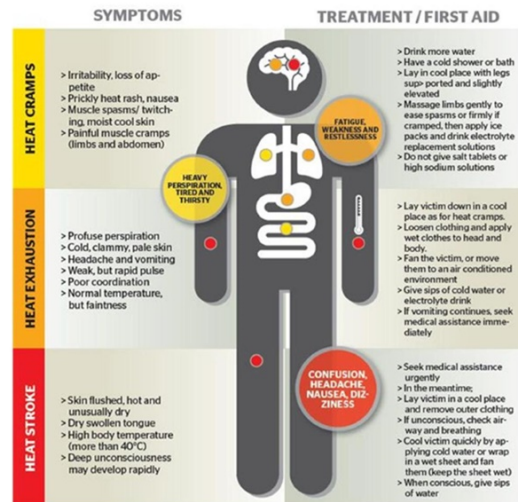 SYMPTOMS
TREATMENT / FIRST AID
HEAT CRAMPS
> Irritability, loss of ap-
petite
> Prickly heat rash, nausea
> Muscle spasms/ twitch-
ing, moist cool skin
> Painful muscle cramps
(limbs and abdomen)
FATIGUE,
WEAKNESS AND
RESTLESSNESS
> Drink more water
> Have a cold shower or bath
> Lay in cool place with legs
sup> ported and slightly
elevated
> Massage limbs gently to
ease spasms or firmly if
cramped, then apply ice
packs and drink electrolyte
replacement solutions
> Do not give salt tablets or
high sodium solutions
HEAVY
PERSPIRATION,
TIRED AND
THIRSTY
HEAT EXHAUSTION
> Profuse perspiration
> Cold, clammy, pale skin
> Headache and vomiting
> Weak, but rapid pulse
> Poor coordination
> Normal temperature,
but faintness
> Lay victim down in a cool
place as for heat cramps.
> Loosen clothing and apply
wet clothes to head and
body.
> Fan the victim, or move
them to an air conditioned
environment
> Give sips of cold water or
electrolyte drink
> If vomiting continues, seek
medical assistance imme-
diately
HEAT STROKE
> Skin flushed, hot and
unusually dry
> Dry swollen tongue
> High body temperature
(more than 40°C)
> Deep unconsciousness
may develop rapidly
CONFUSION,
HEADACHE,
NAUSEA, DIZ-
ZINESS
> Seek medical assistance
urgently
> In the meantime;
> Lay victim in a cool place
and remove outer clothing
> If unconscious, check air-
way and breathing
> Cool victim quickly by ap-
plying cold water or wrap
in a wet sheet and fan
them (keep the sheet wet)
> When conscious, give sips
of water